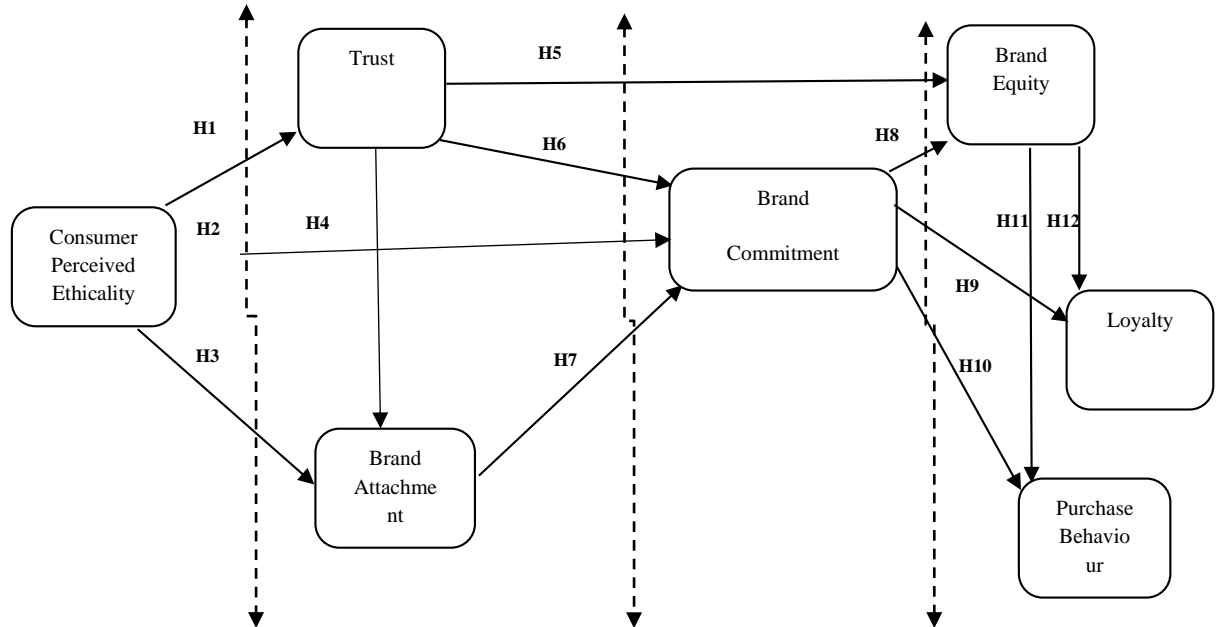 Trust
Brand
Equity
H5
H1
H6
H8
Brand
Commitment
H2
H4
H11
H12
Consumer
Perceived
Ethicality
H9
Loyalty
H3
H7
H10
Brand
Attachme
nt
Purchase
Behavio
ur